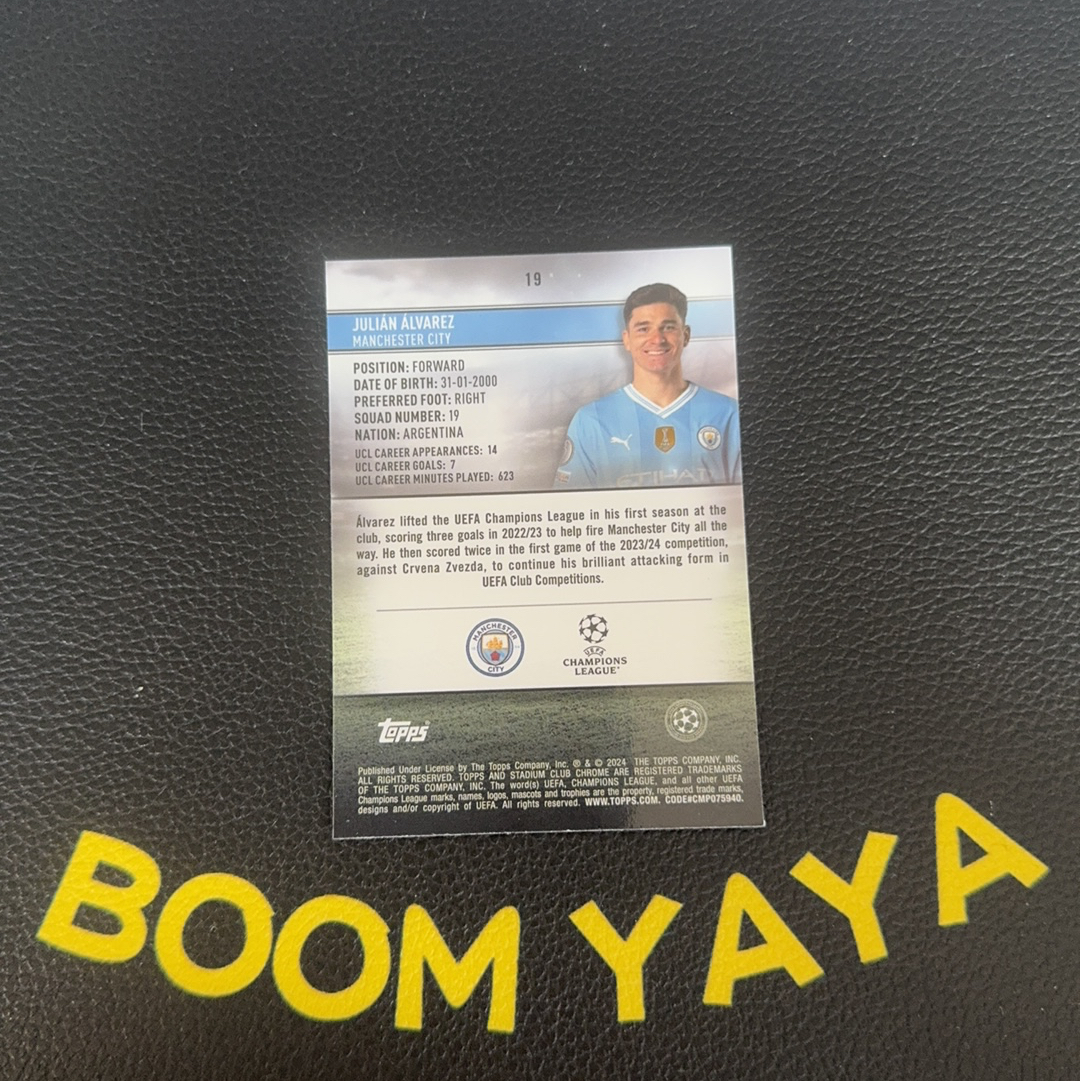 19
JULIÁN ÁLVAREZ
MANCHESTER CITY
POSITION: FORWARD
DATE OF BIRTH: 31-01-2000
PREFERRED FOOT: RIGHT
SQUAD NUMBER: 19
NATION: ARGENTINA
UCL CAREER APPEARANCES: 14
UCL CAREER GOALS: 7
UCL CAREER MINUTES PLAYED: 623
ETIHAD
Álvarez lifted the UEFA Champions League in his first season at the
club, scoring three goals in 2022/23 to help fire Manchester City all the
way. He then scored twice in the first game of the 2023/24 competition,
against Crvena Zvezda, to continue his brilliant attacking form in
UEFA Club Competitions.
MANCHESTER
CITY
UEFA
CHAMPIONS
LEAGUE®
Topps®
Published Under License by The Topps Company, Inc. ® & © 2024 THE TOPPS COMPANY, INC.
ALL RIGHTS RESERVED. TOPPS AND STADIUM CLUB CHROME ARE REGISTERED TRADEMARKS
OF THE TOPPS COMPANY, INC. The word(s) UEFA, CHAMPIONS LEAGUE, and all other UEFA
Champions League marks, names, logos, mascots and trophies are the property, registered trade marks,
designs and/or copyright of UEFA. All rights reserved. WWW.TOPPS.COM. CODE#CMP075940.
BOOM YAYA